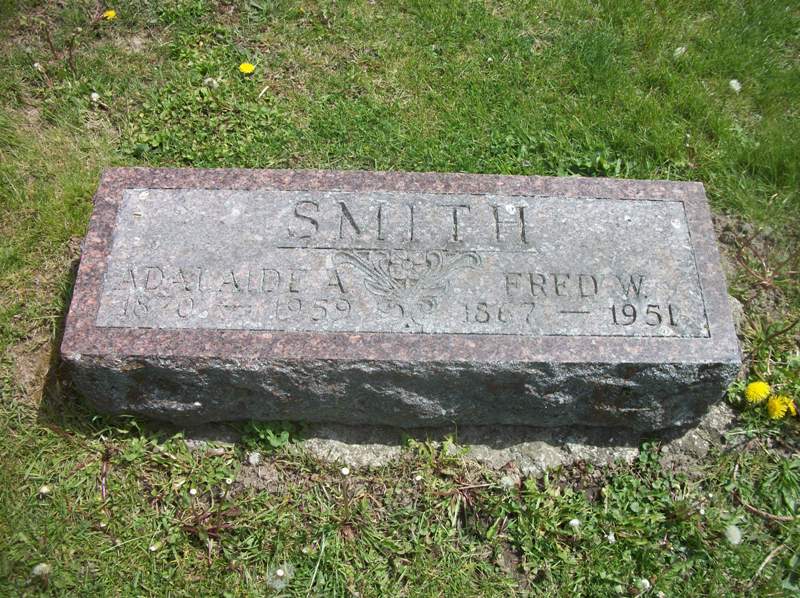 SMITH
ADALAIDE A. FRED W.
1870 — 1959 1867 — 1951